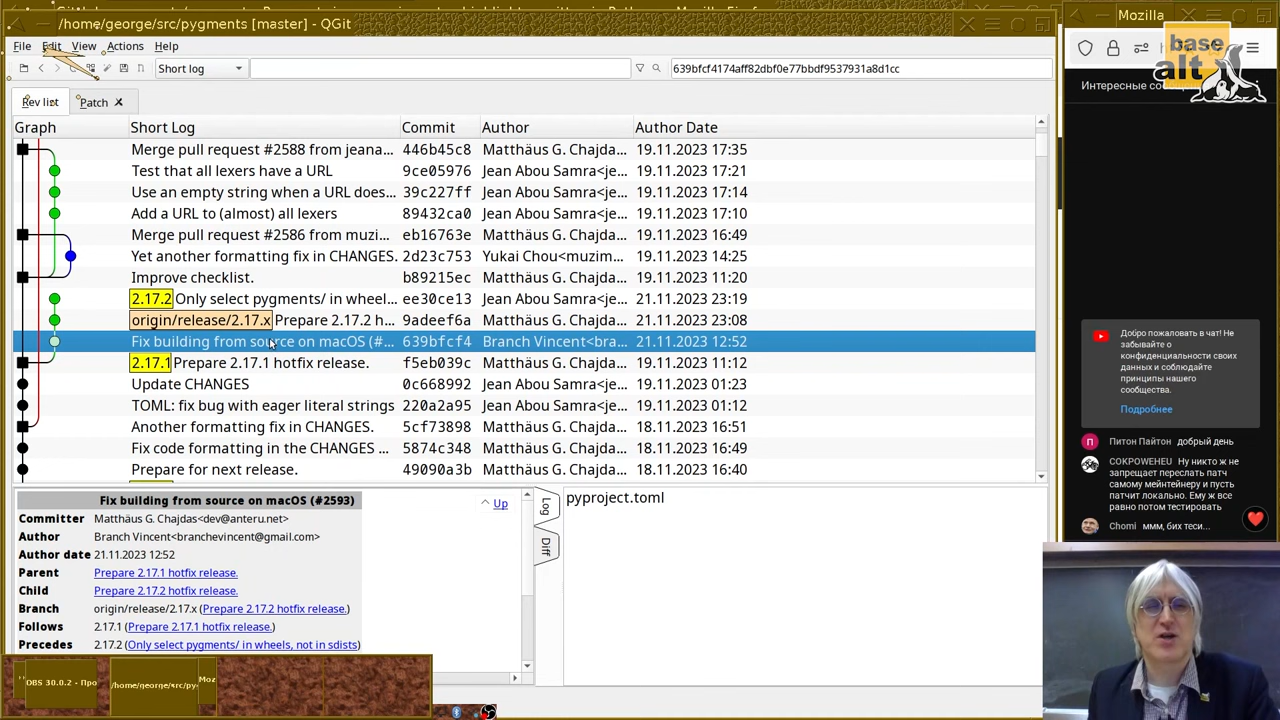 /home/george/src/pygments [master] - QGit
Mozilla
File Edit View Actions Help
base
alt
Short log
639bfcf4174aff82dbf0e77bbdf9537931a8d1cc
Интересные со
Rev list Patch
Graph Short Log Commit Author Author Date
Merge pull request #2588 from jeana... 446b45c8 Matthäus G. Chajda... 19.11.2023 17:35
Test that all lexers have a URL 9ce05976 Jean Abou Samra<je... 19.11.2023 17:21
Use an empty string when a URL does... 39c227ff Jean Abou Samra<je... 19.11.2023 17:14
Add a URL to (almost) all lexers 89432ca0 Jean Abou Samra<je... 19.11.2023 17:10
Merge pull request #2586 from muzi... eb16763e Matthäus G. Chajda... 19.11.2023 16:49
Yet another formatting fix in CHANGES. 2d23c753 Yukai Chou<muzim... 19.11.2023 14:25
Improve checklist. b89215ec Matthäus G. Chajda... 19.11.2023 11:20
2.17.2 Only select pygments/ in wheel... ee30ce13 Matthäus G. Chajda... 21.11.2023 23:19
origin/release/2.17.x Prepare 2.17.2 h... 9adeef6a Matthäus G. Chajda... 21.11.2023 23:08
Fix building from source on macOS (#... 639bfcf4 Branch Vincent<bra... 21.11.2023 12:52
2.17.1 Prepare 2.17.1 hotfix release. f5eb039c Matthäus G. Chajda... 19.11.2023 11:12
Update CHANGES 0c668992 Jean Abou Samra<je... 19.11.2023 01:23
TOML: fix bug with eager literal strings 220a2a95 Jean Abou Samra<je... 19.11.2023 01:12
Another formatting fix in CHANGES. 5cf73898 Matthäus G. Chajda... 18.11.2023 16:51
Fix code formatting in the CHANGES ... 5874c348 Matthäus G. Chajda... 18.11.2023 16:49
Prepare for next release. 49090a3b Matthäus G. Chajda... 18.11.2023 16:40
Fix building from source on macOS (#2593)
Up
Committer Matthäus G. Chajdas<dev@anteru.net>
Author Branch Vincent<branchevincent@gmail.com>
Author date 21.11.2023 12:52
Parent Prepare 2.17.1 hotfix release.
Child Prepare 2.17.2 hotfix release.
Branch origin/release/2.17.x (Prepare 2.17.2 hotfix release.)
Follows 2.17.1 (Prepare 2.17.1 hotfix release.)
Precedes 2.17.2 (Only select pygments/ in wheels, not in sdists)
Log
Diff
pyproject.toml
Добро пожаловать в чат! Не
забывайте о
конфиденциальности своих
данных и соблюдайте
принципы нашего
сообщества.
Подробнее
Питон Пайтон добрый день
COKPOWEHEU Ну никто ж не
запрещает переслать патч
самому мейнтейнеру и пусть
патчит локально. Ему ж все
равно потом тестировать
Chomi ммм, бих теси...
OBS 30.0.2 - Про
/home/george/src/py
Moz